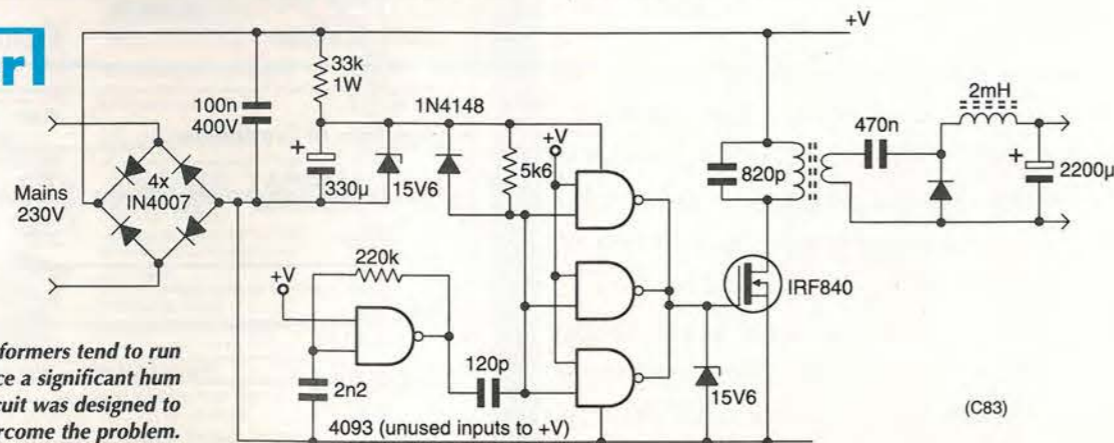 r
+V
33k
1W
100n
400V
1N4148
2mH
+V
470n
+
5k6
820p
+
2200µ
4x
IN4007
330µ
15V6
Mains
230V
220k
+V
IRF840
formers tend to run
ce a significant hum
120p
15V6
cuit was designed to
2n2
(C83)
ercome the problem.
4093 (unused inputs to +V)